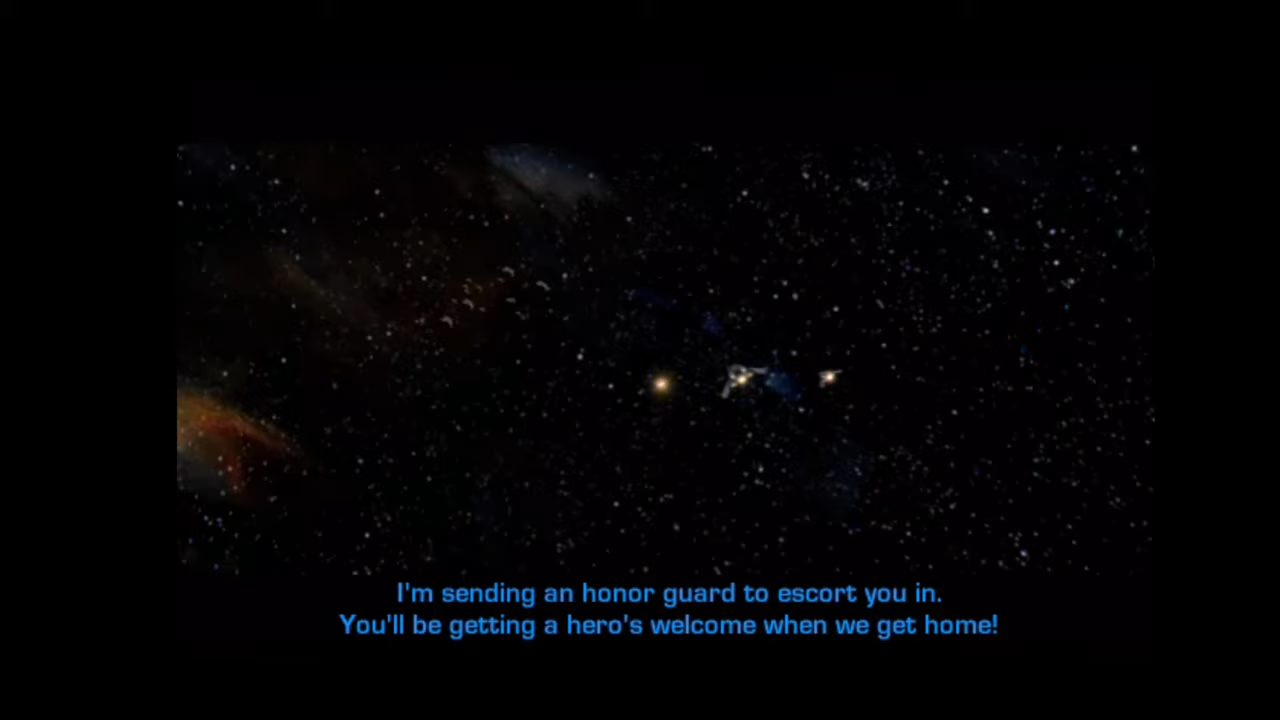 I'm sending an honor guard to escort you in.
You'll be getting a hero's welcome when we get home!